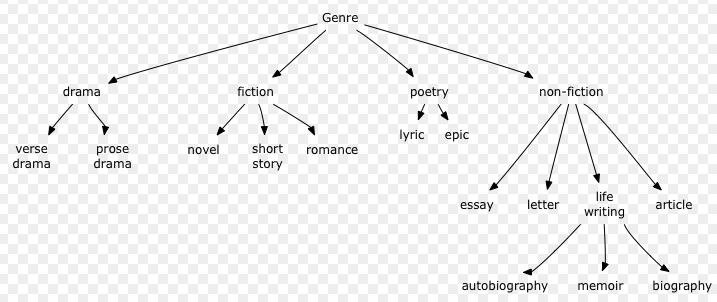 Genre
drama
fiction
poetry
non-fiction
verse
drama
prose
drama
novel
short
story
romance
lyric
epic
essay
letter
life
writing
article
autobiography
memoir
biography